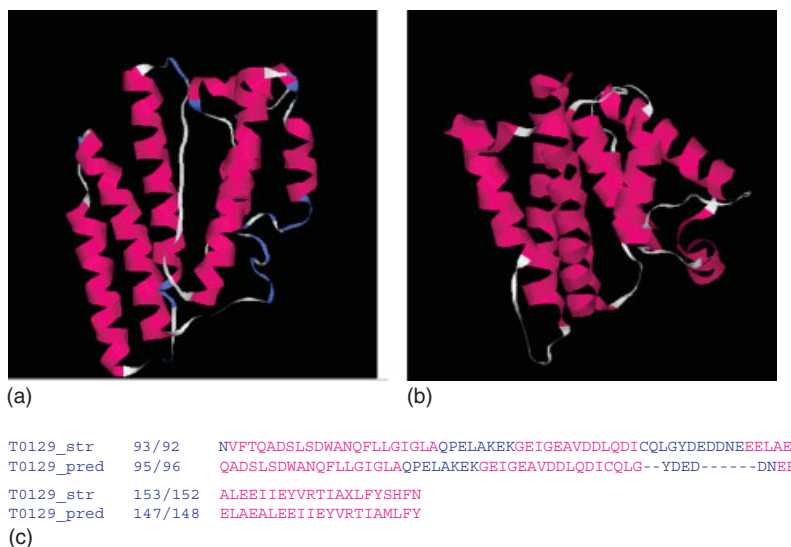 (a)
(b)
T0129_str 93/92 NVFTQADSLSDWANQFLLGIGLAQPELAKEKGEIGEAVDDLQDICQLGYDEDDNEEELAE
T0129_pred 95/96 QADSLSDWANQFLLGIGLAQPELAKEKGEIGEAVDDLQDICQLG--YDED------DNEE
T0129_str 153/152 ALEEIIEYVRTIAXLFYSHFN
T0129_pred 147/148 ELAEALEEIIEYVRTIAMLFY
(c)